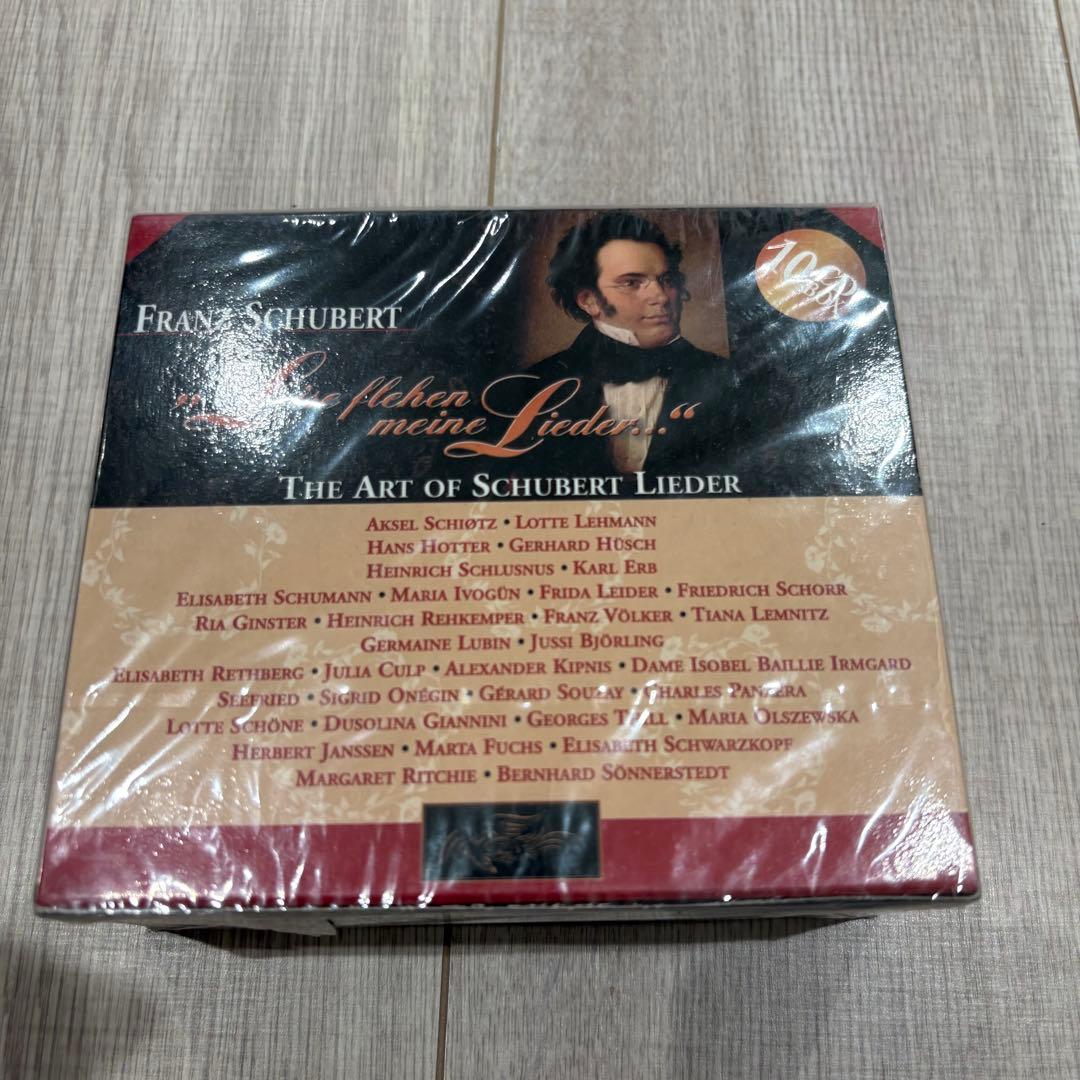 10 CD
BOX
FRANZ SCHUBERT
„Leise flehen
meine Lieder...“
THE ART OF SCHUBERT LIEDER
AKSEL SCHIØTZ • LOTTE LEHMANN
HANS HOTTER • GERHARD HÜSCH
HEINRICH SCHLUSNUS • KARL ERB
ELISABETH SCHUMANN • MARIA IVOGÜN • FRIDA LEIDER • FRIEDRICH SCHORR
RIA GINSTER • HEINRICH REHKEMPER • FRANZ VÖLKER • TIANA LEMNITZ
GERMAINE LUBIN • JUSSI BJÖRLING
ELISABETH RETHBERG • JULIA CULP • ALEXANDER KIPNIS • DAME ISOBEL BAILLIE IRMGARD
SEEFRIED • SIGRID ONÉGIN • GÉRARD SOUZAY • CHARLES PANZERA
LOTTE SCHÖNE • DUSOLINA GIANNINI • GEORGES THILL • MARIA OLSZEWSKA
HERBERT JANSSEN • MARTA FUCHS • ELISABETH SCHWARZKOPF
MARGARET RITCHIE • BERNHARD SÖNNERSTEDT